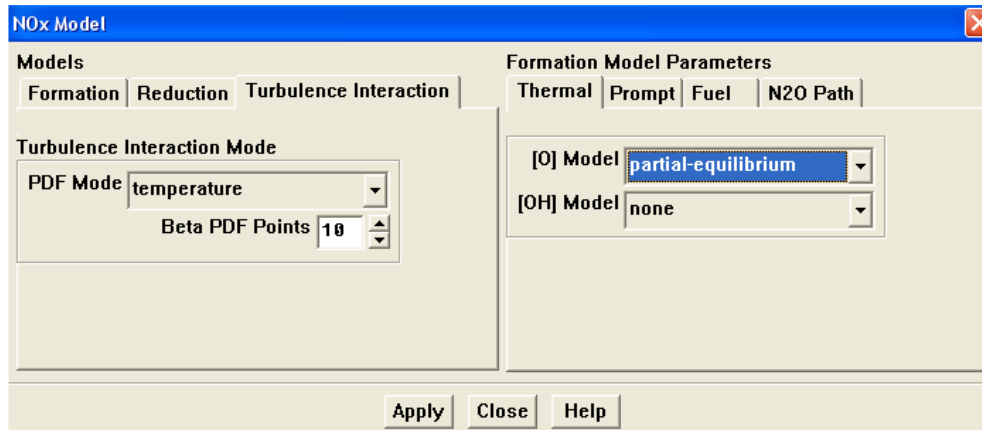 NOx Model
Models
Formation Reduction Turbulence Interaction
Turbulence Interaction Mode
PDF Mode temperature
Beta PDF Points 10
Formation Model Parameters
Thermal Prompt Fuel N2O Path
[O] Model partial-equilibrium
[OH] Model none
Apply Close Help